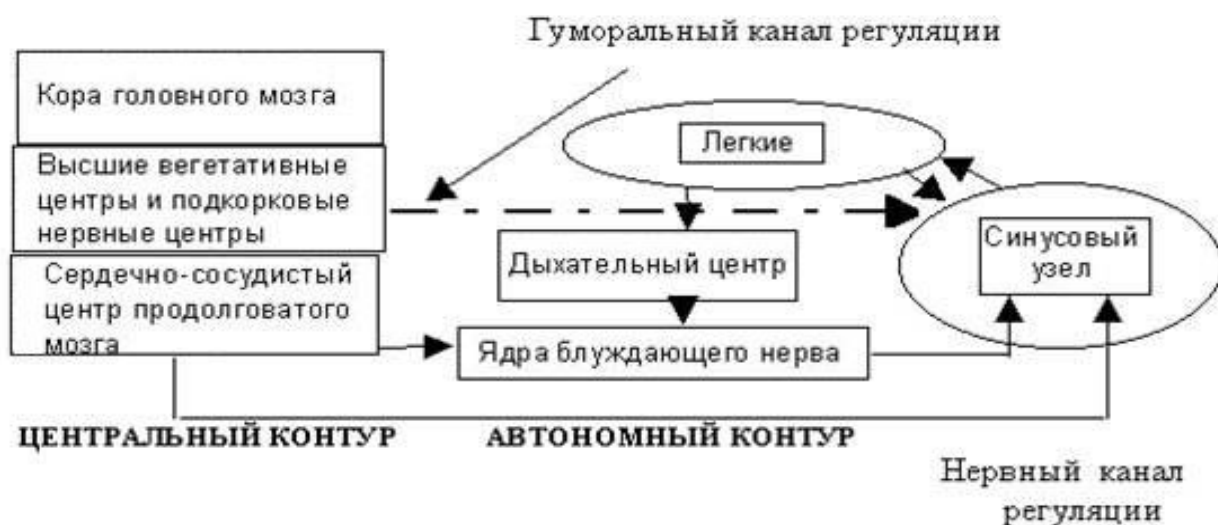 Гуморальный канал регуляции
Кора головного мозга
Высшие вегетативные
центры и подкорковые
нервные центры
Сердечно-сосудистый
центр продолговатого
мозга
Легкие
Дыхательный центр
Ядра блуждающего нерва
Синусовый
узел
ЦЕНТРАЛЬНЫЙ КОНТУР
АВТОНОМНЫЙ КОНТУР
Нервный канал
регуляции